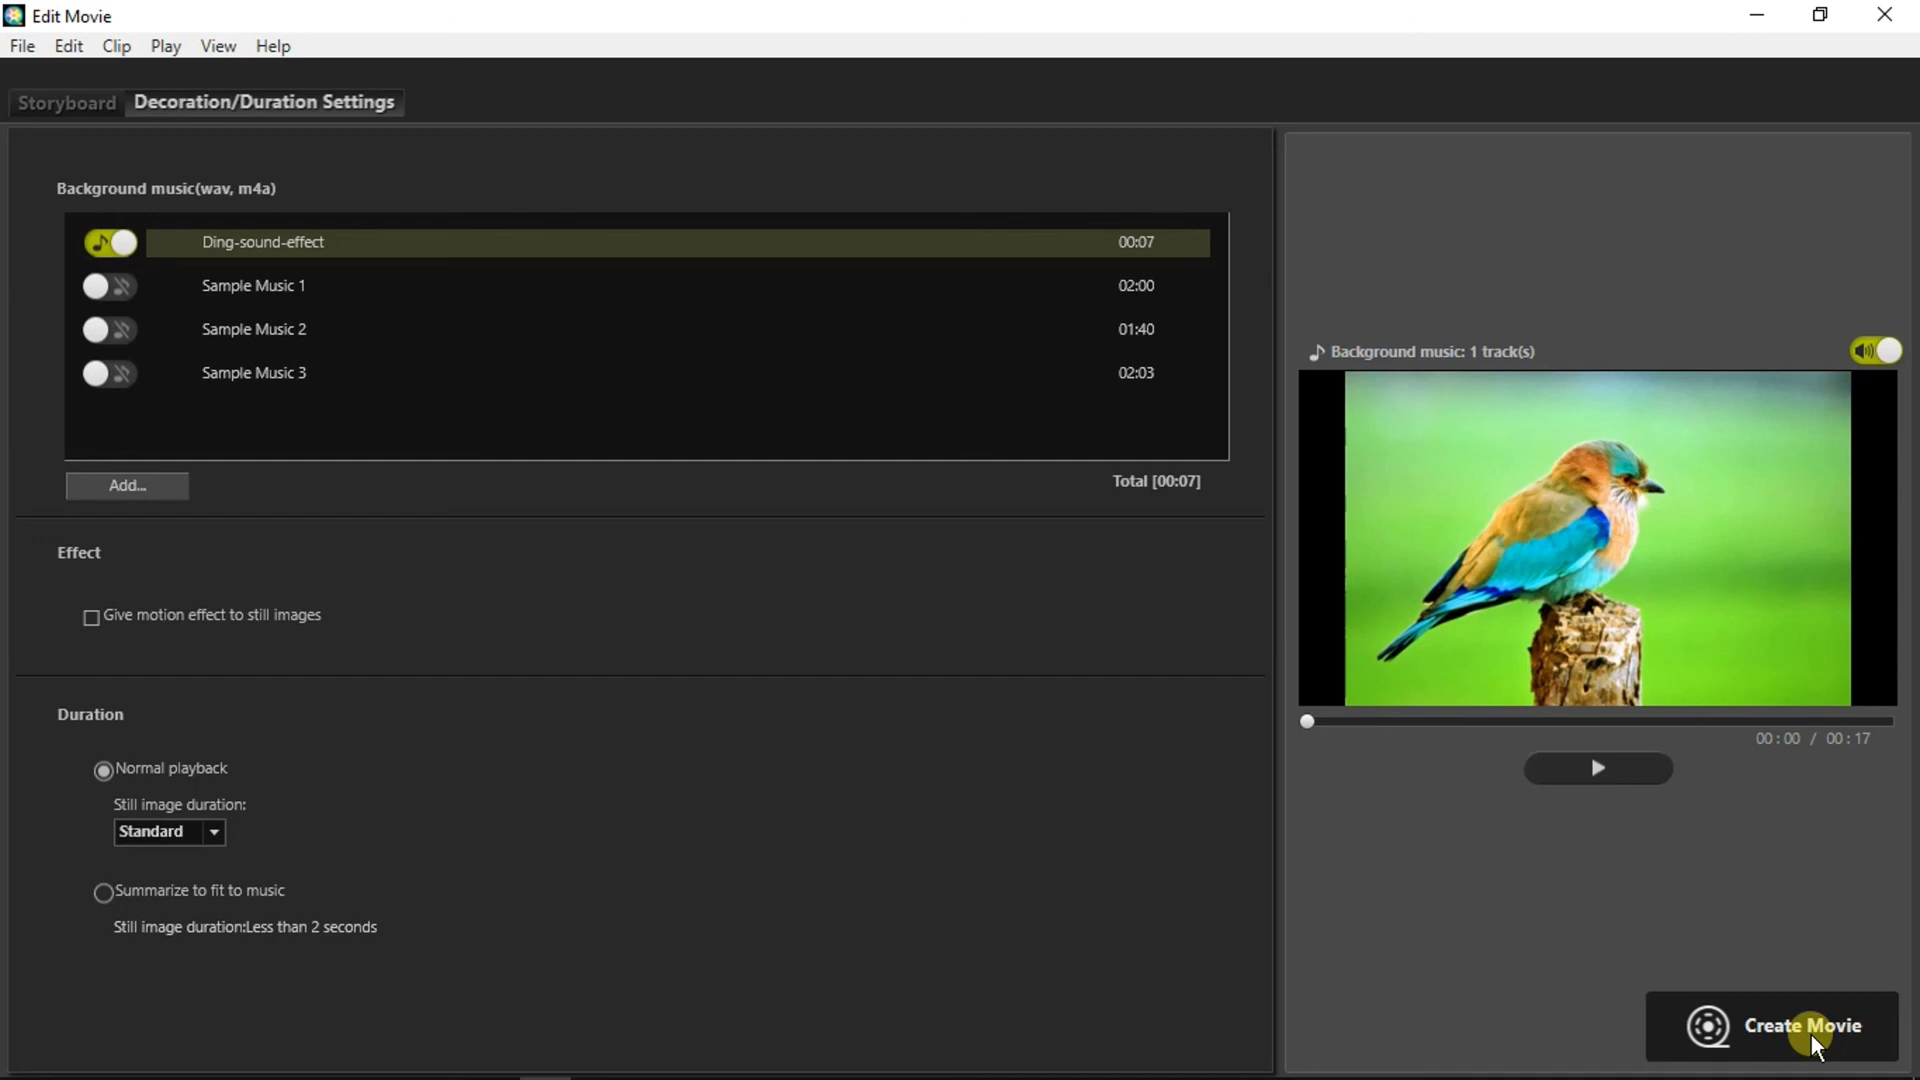 Edit Movie
File Edit Clip Play View Help
Storyboard Decoration/Duration Settings
Background music(wav, m4a)
Ding-sound-effect 00:07
Sample Music 1 02:00
Sample Music 2 01:40
Sample Music 3 02:03
Add...
Total [00:07]
Effect
Give motion effect to still images
Duration
Normal playback
Still image duration:
Standard
Summarize to fit to music
Still image duration:Less than 2 seconds
Background music: 1 track(s)
00:00 / 00:17
Create Movie